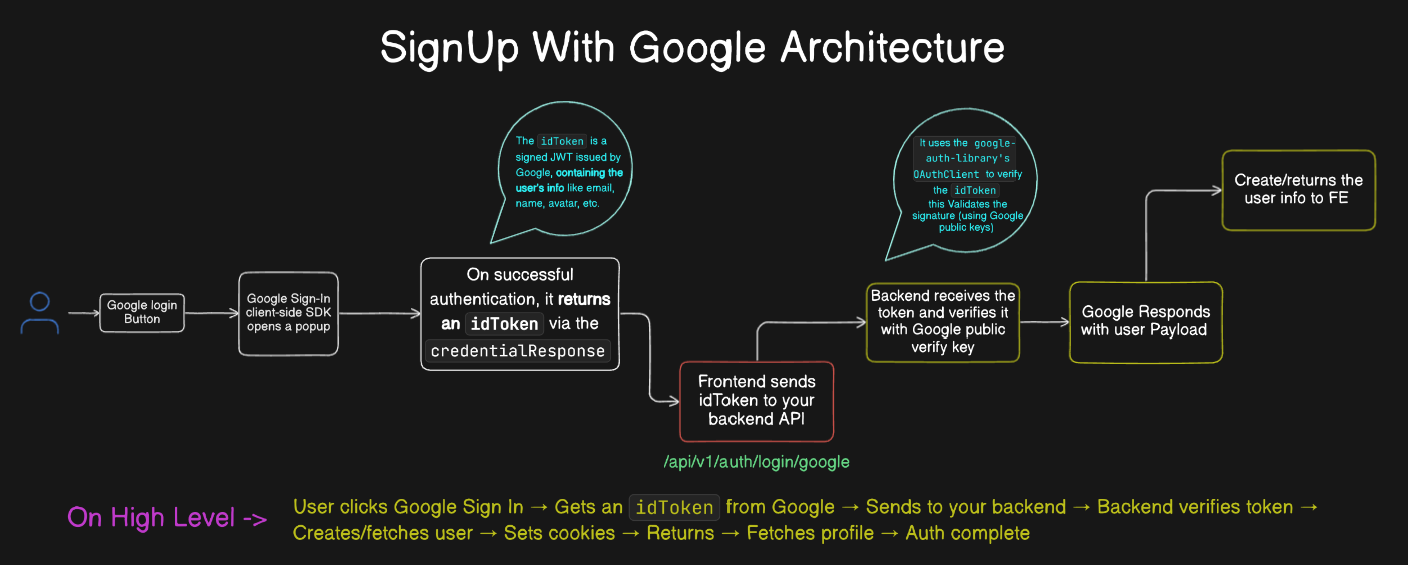 SignUp With Google Architecture
The idToken is a
signed JWT issued by
Google, containing the
user's info like email,
name, avatar, etc.
It uses the google-
auth-library's
OAuthClient to verify
the idToken
this Validates the
signature (using Google
public keys)
Create/returns the
user info to FE
Google login
Button
Google Sign-In
client-side SDK
opens a popup
On successful
authentication, it returns
an idToken via the
credentialResponse
Frontend sends
idToken to your
backend API
/api/v1/auth/login/google
Backend receives the
token and verifies it
with Google public
verify key
Google Responds
with user Payload
On High Level ->
User clicks Google Sign In → Gets an idToken from Google → Sends to your backend → Backend verifies token →
Creates/fetches user → Sets cookies → Returns → Fetches profile → Auth complete